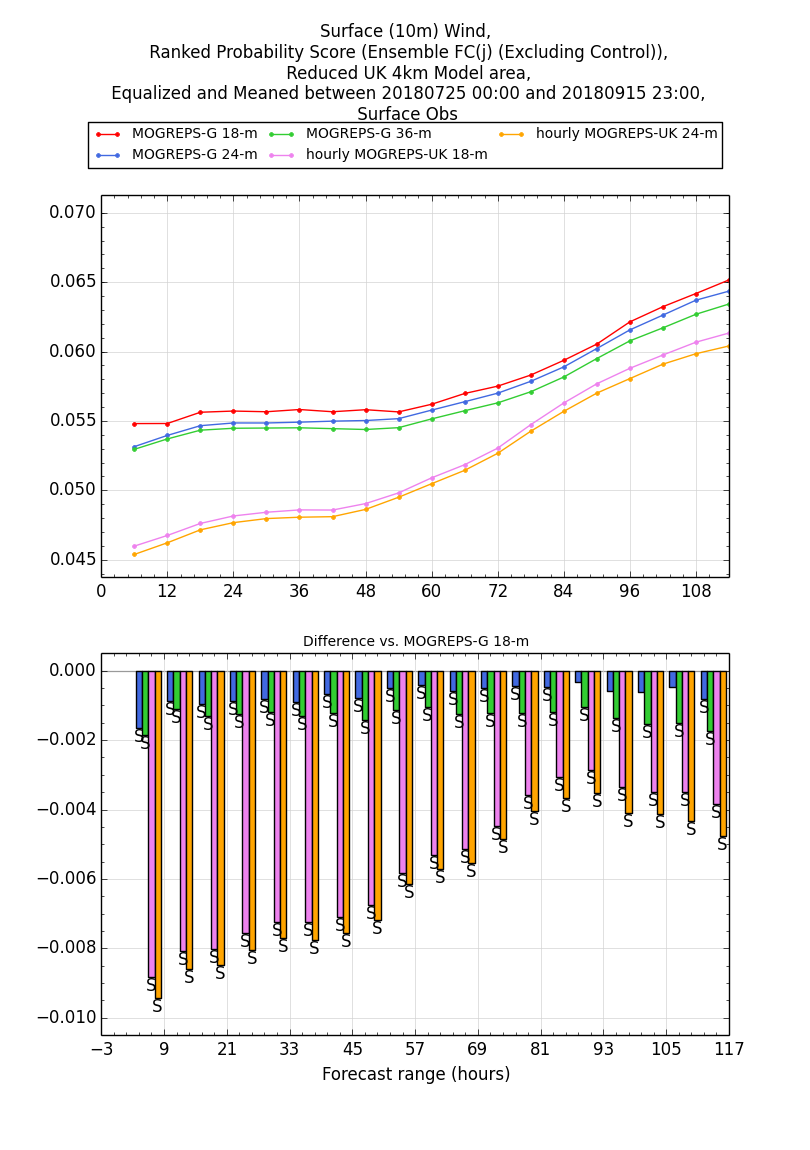 Surface (10m) Wind,
Ranked Probability Score (Ensemble FC(j) (Excluding Control)),
Reduced UK 4km Model area,
Equalized and Meaned between 20180725 00:00 and 20180915 23:00,
Surface Obs
MOGREPS-G 18-m MOGREPS-G 36-m hourly MOGREPS-UK 24-m
MOGREPS-G 24-m hourly MOGREPS-UK 18-m
0.070
0.065
0.060
0.055
0.050
0.045
0 12 24 36 48 60 72 84 96 108
Difference vs. MOGREPS-G 18-m
0.000
−0.002
−0.004
−0.006
−0.008
−0.010
S S S S S S S S S S S S S S S S S S S S S S S S S S S S S S S S S S S S S S S S S S S S S S S S S S S S S S S S S S S S S S S S S S S S S S S
−3 9 21 33 45 57 69 81 93 105 117
Forecast range (hours)